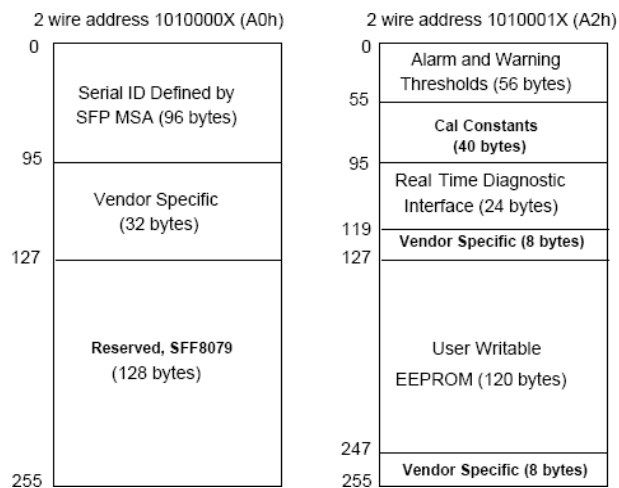 2 wire address 1010000X (A0h)
0
Serial ID Defined by
SFP MSA (96 bytes)
95
Vendor Specific
(32 bytes)
127
Reserved, SFF8079
(128 bytes)
255
2 wire address 1010001X (A2h)
0
Alarm and Warning
Thresholds (56 bytes)
55
Cal Constants
(40 bytes)
95
Real Time Diagnostic
Interface (24 bytes)
119
Vendor Specific (8 bytes)
127
User Writable
EEPROM (120 bytes)
247
Vendor Specific (8 bytes)
255